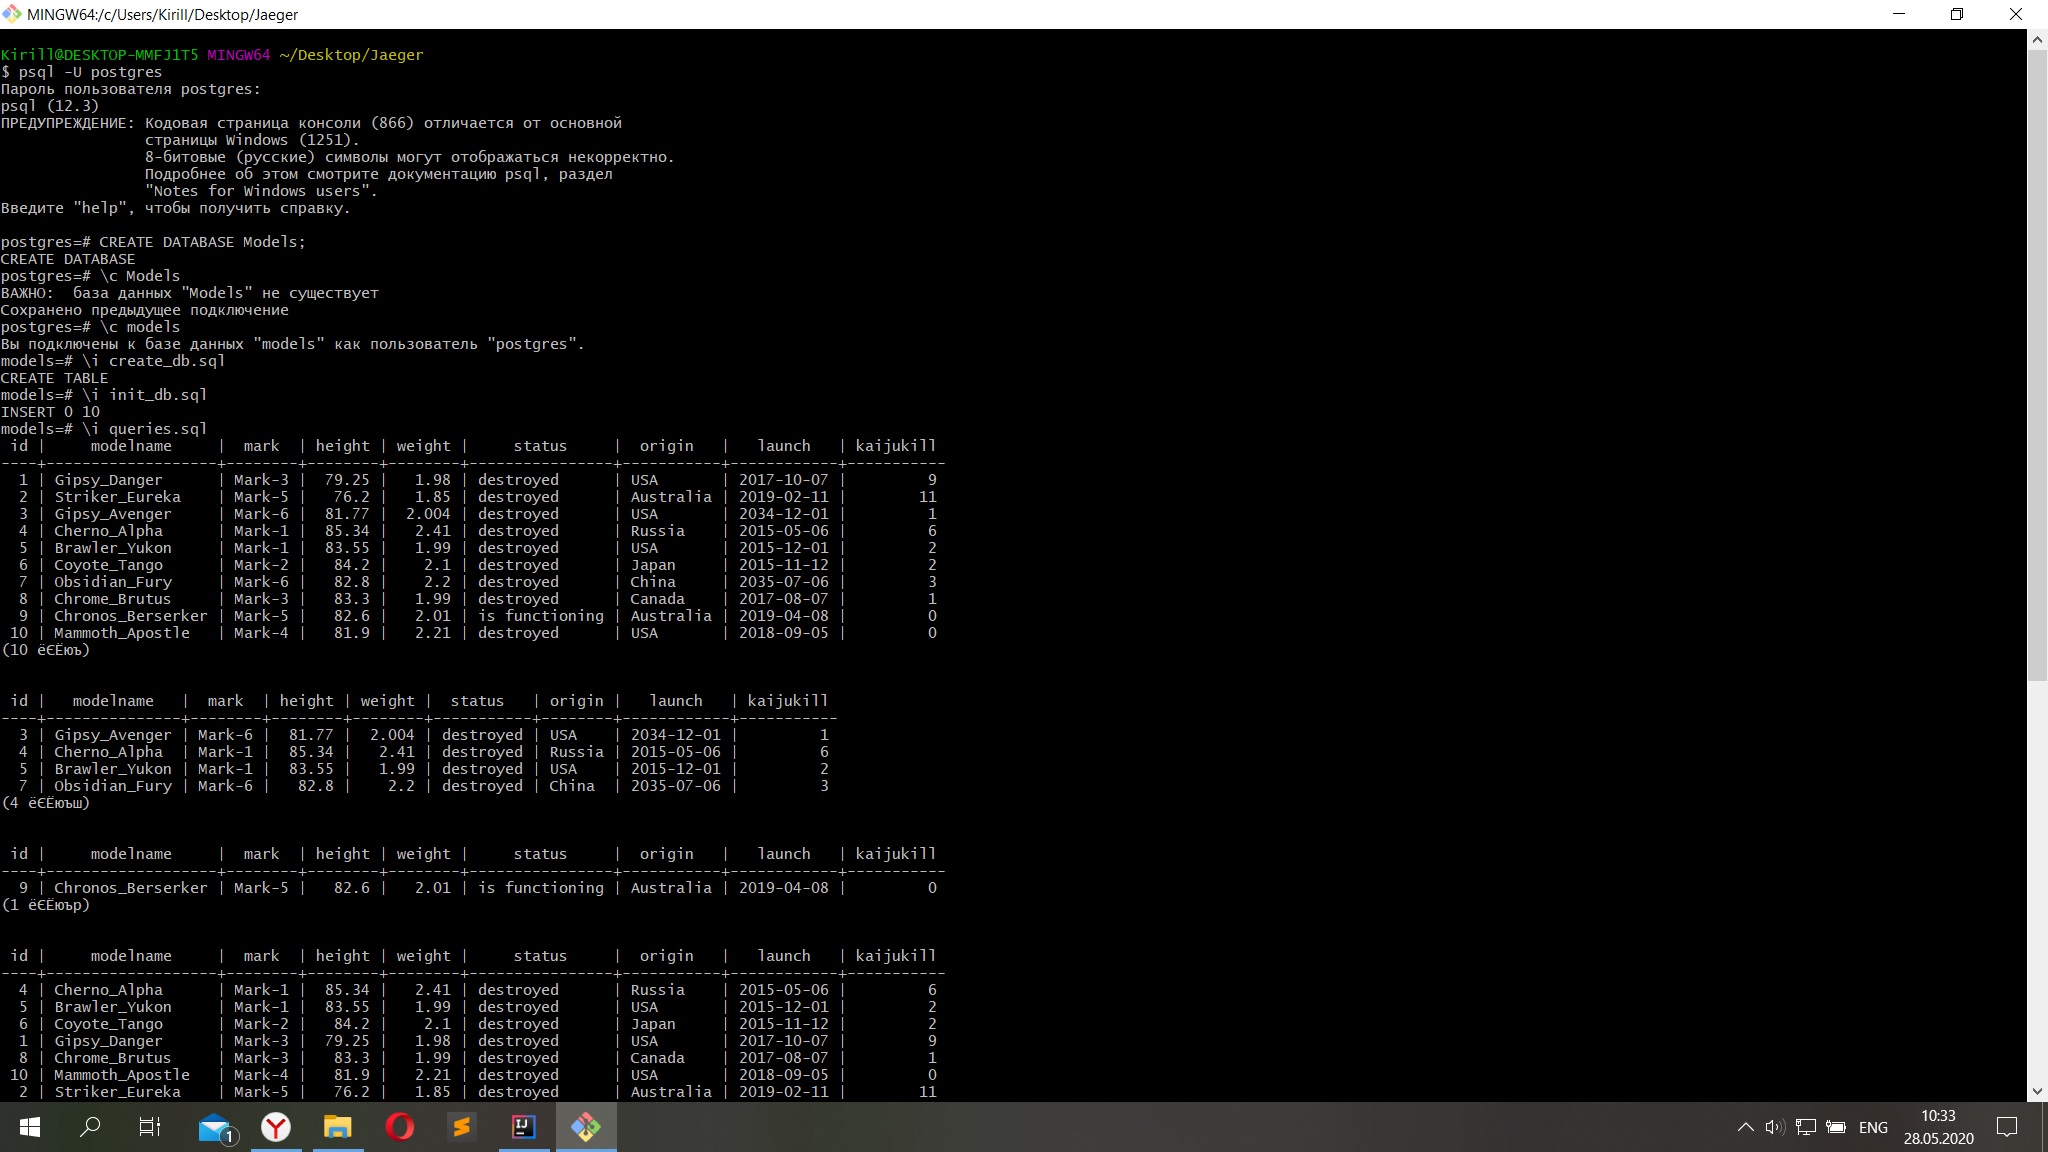 MINGW64:/c/Users/Kirill/Desktop/Jaeger
Kirill@DESKTOP-MMFJ1T5 MINGW64 ~/Desktop/Jaeger
$ psql -U postgres
Пароль пользователя postgres:
psql (12.3)
ПРЕДУПРЕЖДЕНИЕ: Кодовая страница консоли (866) отличается от основной
                страницы Windows (1251).
                8-битовые (русские) символы могут отображаться некорректно.
                Подробнее об этом смотрите документацию psql, раздел
                "Notes for Windows users".
Введите "help", чтобы получить справку.
postgres=# CREATE DATABASE Models;
CREATE DATABASE
postgres=# \c Models
ВАЖНО:  база данных "Models" не существует
Сохранено предыдущее подключение
postgres=# \c models
Вы подключены к базе данных "models" как пользователь "postgres".
models=# \i create_db.sql
CREATE TABLE
models=# \i init_db.sql
INSERT 0 10
models=# \i queries.sql
 id |     modelname     |  mark  | height | weight |     status     |  origin   |   launch   | kaijukill
----+-------------------+--------+--------+--------+----------------+-----------+------------+-----------
  1 | Gipsy_Danger      | Mark-3 |  79.25 |   1.98 | destroyed      | USA       | 2017-10-07 |         9
  2 | Striker_Eureka    | Mark-5 |   76.2 |   1.85 | destroyed      | Australia | 2019-02-11 |        11
  3 | Gipsy_Avenger     | Mark-6 |  81.77 |  2.004 | destroyed      | USA       | 2034-12-01 |         1
  4 | Cherno_Alpha      | Mark-1 |  85.34 |   2.41 | destroyed      | Russia    | 2015-05-06 |         6
  5 | Brawler_Yukon     | Mark-1 |  83.55 |   1.99 | destroyed      | USA       | 2015-12-01 |         2
  6 | Coyote_Tango      | Mark-2 |   84.2 |    2.1 | destroyed      | Japan     | 2015-11-12 |         2
  7 | Obsidian_Fury     | Mark-6 |   82.8 |    2.2 | destroyed      | China     | 2035-07-06 |         3
  8 | Chrome_Brutus     | Mark-3 |   83.3 |   1.99 | destroyed      | Canada    | 2017-08-07 |         1
  9 | Chronos_Berserker | Mark-5 |   82.6 |   2.01 | is functioning | Australia | 2019-04-08 |         0
 10 | Mammoth_Apostle   | Mark-4 |   81.9 |   2.21 | destroyed      | USA       | 2018-09-05 |         0
(10 ёЄЁюъ)
 id |   modelname   |  mark  | height | weight |  status   | origin |   launch   | kaijukill
----+---------------+--------+--------+--------+-----------+--------+------------+-----------
  3 | Gipsy_Avenger | Mark-6 |  81.77 |  2.004 | destroyed | USA    | 2034-12-01 |         1
  4 | Cherno_Alpha  | Mark-1 |  85.34 |   2.41 | destroyed | Russia | 2015-05-06 |         6
  5 | Brawler_Yukon | Mark-1 |  83.55 |   1.99 | destroyed | USA    | 2015-12-01 |         2
  7 | Obsidian_Fury | Mark-6 |   82.8 |    2.2 | destroyed | China  | 2035-07-06 |         3
(4 ёЄЁюъш)
 id |     modelname     |  mark  | height | weight |     status     |  origin   |   launch   | kaijukill
----+-------------------+--------+--------+--------+----------------+-----------+------------+-----------
  9 | Chronos_Berserker | Mark-5 |   82.6 |   2.01 | is functioning | Australia | 2019-04-08 |         0
(1 ёЄЁюър)
 id |     modelname     |  mark  | height | weight |     status     |  origin   |   launch   | kaijukill
----+-------------------+--------+--------+--------+----------------+-----------+------------+-----------
  4 | Cherno_Alpha      | Mark-1 |  85.34 |   2.41 | destroyed      | Russia    | 2015-05-06 |         6
  5 | Brawler_Yukon     | Mark-1 |  83.55 |   1.99 | destroyed      | USA       | 2015-12-01 |         2
  6 | Coyote_Tango      | Mark-2 |   84.2 |    2.1 | destroyed      | Japan     | 2015-11-12 |         2
  1 | Gipsy_Danger      | Mark-3 |  79.25 |   1.98 | destroyed      | USA       | 2017-10-07 |         9
  8 | Chrome_Brutus     | Mark-3 |   83.3 |   1.99 | destroyed      | Canada    | 2017-08-07 |         1
 10 | Mammoth_Apostle   | Mark-4 |   81.9 |   2.21 | destroyed      | USA       | 2018-09-05 |         0
  2 | Striker_Eureka    | Mark-5 |   76.2 |   1.85 | destroyed      | Australia | 2019-02-11 |        11
1
IJ
ENG
10:33
28.05.2020